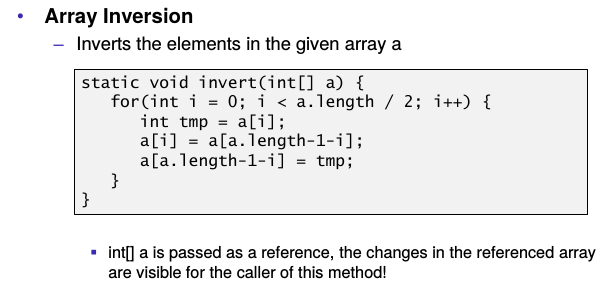 • Array Inversion
– Inverts the elements in the given array a
static void invert(int[] a) {
   for(int i = 0; i < a.length / 2; i++) {
      int tmp = a[i];
      a[i] = a[a.length-1-i];
      a[a.length-1-i] = tmp;
   }
}
▪ int[] a is passed as a reference, the changes in the referenced array
are visible for the caller of this method!